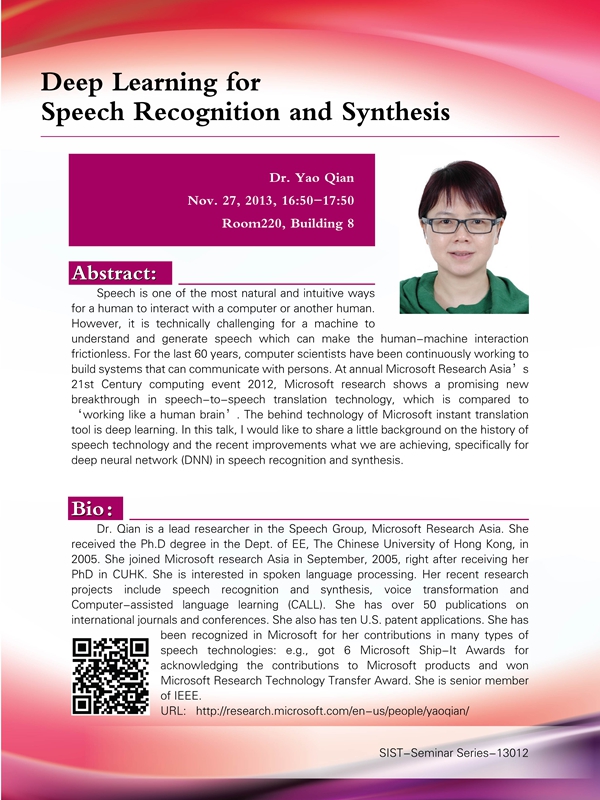 Deep Learning for
Speech Recognition and Synthesis
Dr. Yao Qian
Nov. 27, 2013, 16:50-17:50
Room220, Building 8
Abstract:
Speech is one of the most natural and intuitive ways
for a human to interact with a computer or another human.
However, it is technically challenging for a machine to
understand and generate speech which can make the human-machine interaction
frictionless. For the last 60 years, computer scientists have been continuously working to
build systems that can communicate with persons. At annual Microsoft Research Asia’s
21st Century computing event 2012, Microsoft research shows a promising new
breakthrough in speech-to-speech translation technology, which is compared to
‘working like a human brain’. The behind technology of Microsoft instant translation
tool is deep learning. In this talk, I would like to share a little background on the history of
speech technology and the recent improvements what we are achieving, specifically for
deep neural network (DNN) in speech recognition and synthesis.
Bio:
Dr. Qian is a lead researcher in the Speech Group, Microsoft Research Asia. She
received the Ph.D degree in the Dept. of EE, The Chinese University of Hong Kong, in
2005. She joined Microsoft research Asia in September, 2005, right after receiving her
PhD in CUHK. She is interested in spoken language processing. Her recent research
projects include speech recognition and synthesis, voice transformation and
Computer-assisted language learning (CALL). She has over 50 publications on
international journals and conferences. She also has ten U.S. patent applications. She has
been recognized in Microsoft for her contributions in many types of
speech technologies: e.g., got 6 Microsoft Ship-It Awards for
acknowledging the contributions to Microsoft products and won
Microsoft Research Technology Transfer Award. She is senior member
of IEEE.
URL: http://research.microsoft.com/en-us/people/yaoqian/
SIST-Seminar Series-13012